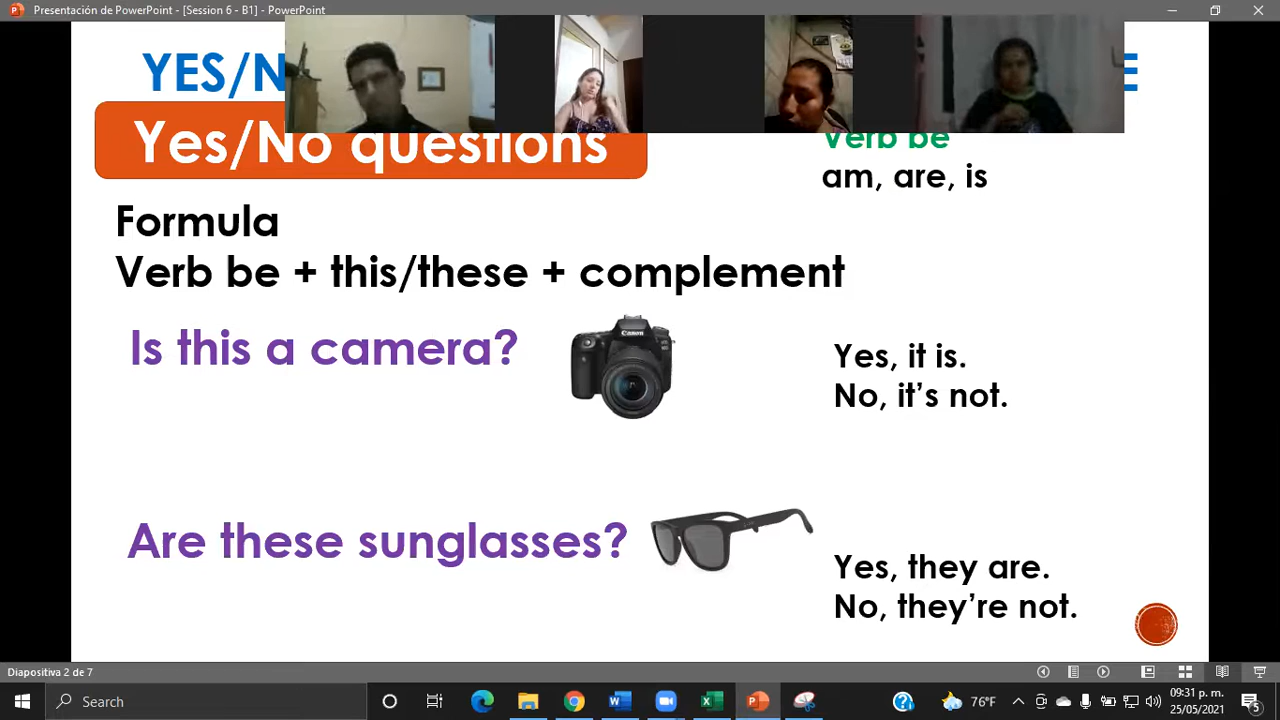 Presentación de PowerPoint - [Session 6 - B1] - PowerPoint
YES/N E
Yes/No questions
Verb be
am, are, is
Formula
Verb be + this/these + complement
Is this a camera?
Canon
Yes, it is.
No, it's not.
Are these sunglasses?
Yes, they are.
No, they're not.
Diapositiva 2 de 7
Search
76°F
09:31 p. m.
25/05/2021
5